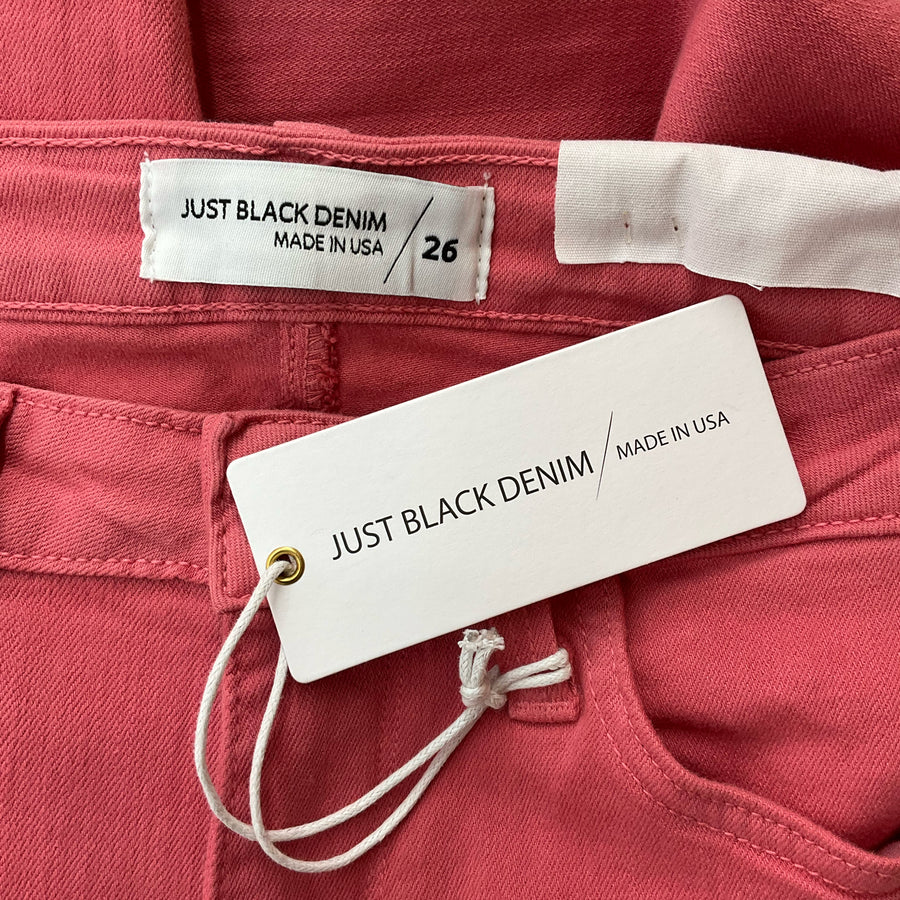 JUST BLACK DENIM
MADE IN USA / 26
JUST BLACK DENIM / MADE IN USA